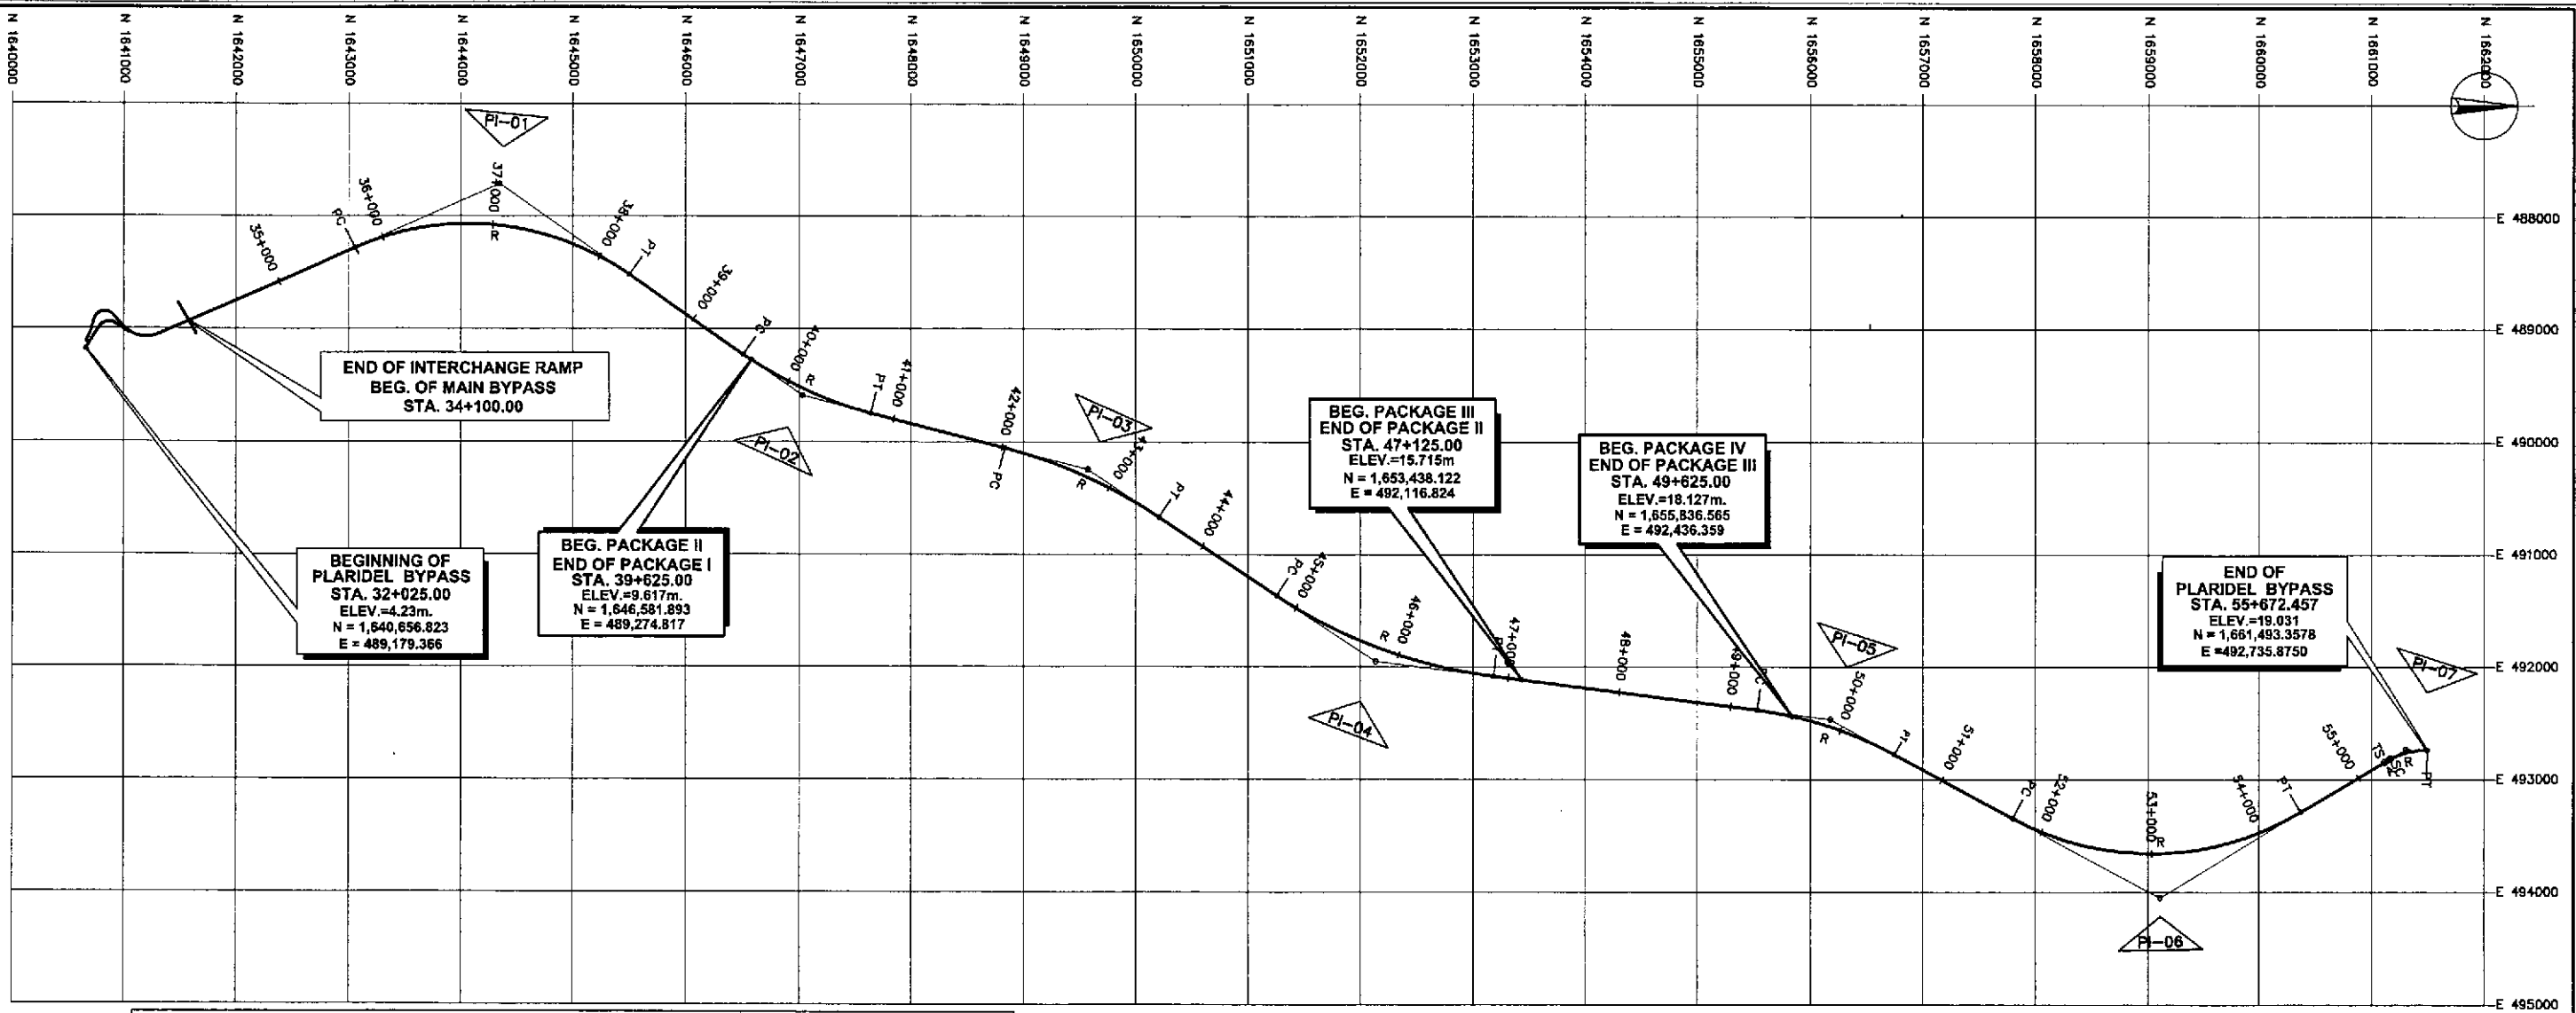 N 1640000
N 1641000
N 1642000
N 1643000
N 1644000
N 1645000
N 1646000
N 1647000
N 1648000
N 1649000
N 1650000
N 1651000
N 1652000
N 1653000
N 1654000
N 1655000
N 1656000
N 1657000
N 1658000
N 1659000
N 1660000
N 1661000
N 1662000
E 488000
E 489000
E 490000
E 491000
E 492000
E 493000
E 494000
E 495000
PI-01
PI-02
PI-03
PI-04
PI-05
PI-06
PI-07
35+000
PC
36+000
37+000
R
38+000
PT
39+000
PC
40+000
R
PT
41+000
42+000
PC
R
43+000
PT
44+000
PC
45+000
R
46+000
47+000
48+000
49+000
50+000
R
PT
51+000
PC
52+000
53+000
R
54+000
PT
55+000
TS
SC
R
PT
END OF INTERCHANGE RAMP
BEG. OF MAIN BYPASS
STA. 34+100.00
BEGINNING OF
PLARIDEL BYPASS
STA. 32+025.00
ELEV.=4.23m.
N = 1,640,656.823
E = 489,179.366
BEG. PACKAGE II
END OF PACKAGE I
STA. 39+625.00
ELEV.=9.617m.
N = 1,646,581.893
E = 489,274.817
BEG. PACKAGE III
END OF PACKAGE II
STA. 47+125.00
ELEV.=15.715m
N = 1,653,438.122
E = 492,116.824
BEG. PACKAGE IV
END OF PACKAGE III
STA. 49+625.00
ELEV.=18.127m.
N = 1,655,836.565
E = 492,436.359
END OF
PLARIDEL BYPASS
STA. 55+672.457
ELEV.=19.031
N = 1,661,493.3578
E =492,735.8750